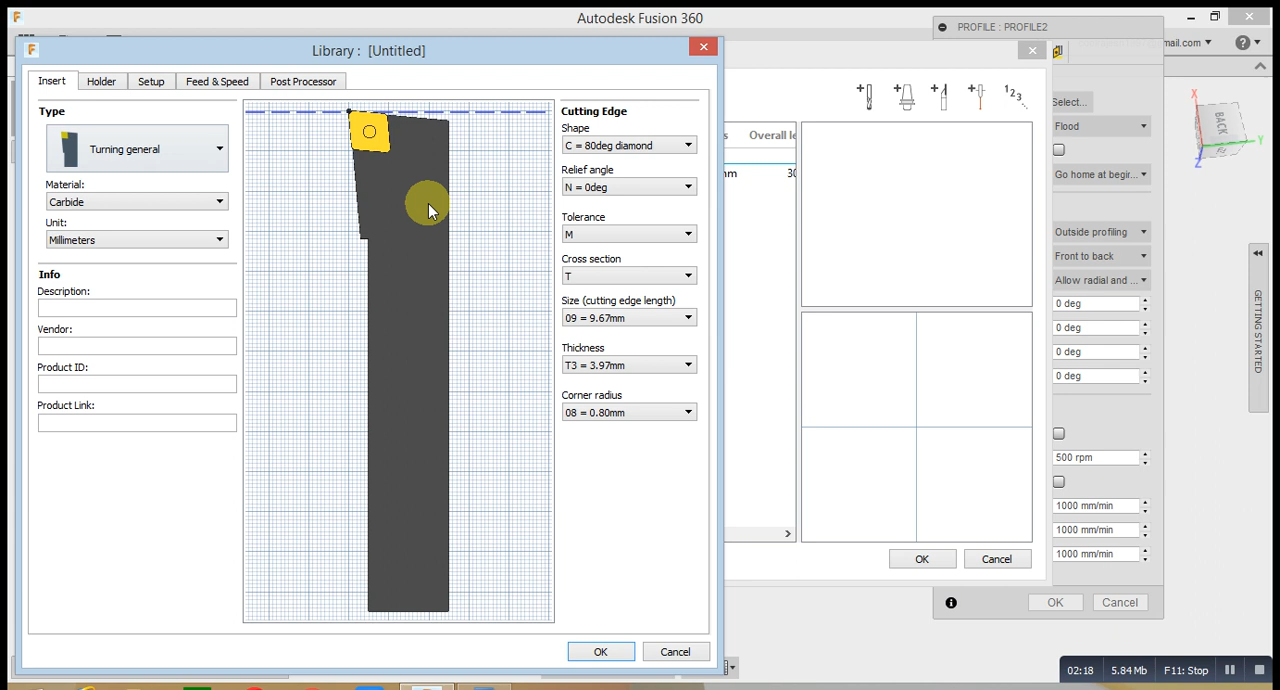 Autodesk Fusion 360
PROFILE : PROFILE2
Library : [Untitled]
mail.com
Insert
Holder
Setup
Feed & Speed
Post Processor
Type
Turning general
Material:
Carbide
Unit:
Millimeters
Info
Description:
Vendor:
Product ID:
Product Link:
Cutting Edge
Shape
C = 80deg diamond
Relief angle
N = 0deg
Tolerance
M
Cross section
T
Size (cutting edge length)
09 = 9.67mm
Thickness
T3 = 3.97mm
Corner radius
08 = 0.80mm
OK
Cancel
s
Overall le
m
30
OK
Cancel
Select...
Flood
Go home at begir...
Outside profiling
Front to back
Allow radial and ...
0 deg
0 deg
0 deg
0 deg
500 rpm
1000 mm/min
1000 mm/min
1000 mm/min
OK
Cancel
X
BACK
Y
Z
GETTING STARTED
02:18
5.84 Mb
F11: Stop